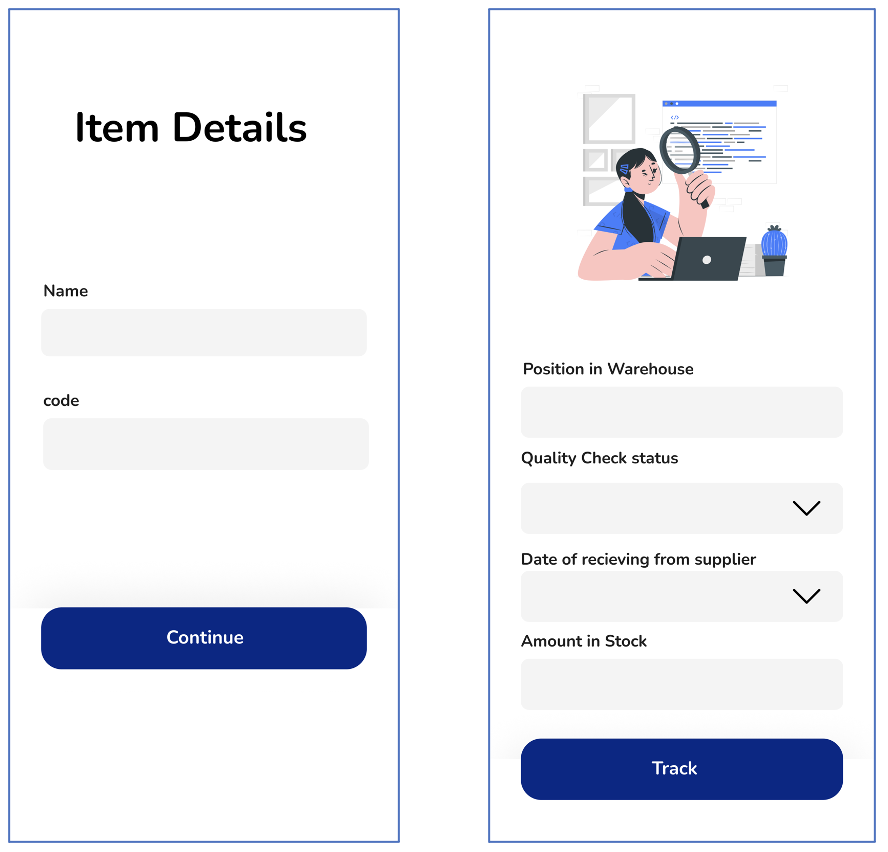 Item Details
Name
code
Continue
</>
Position in Warehouse
Quality Check status
Date of recieving from supplier
Amount in Stock
Track